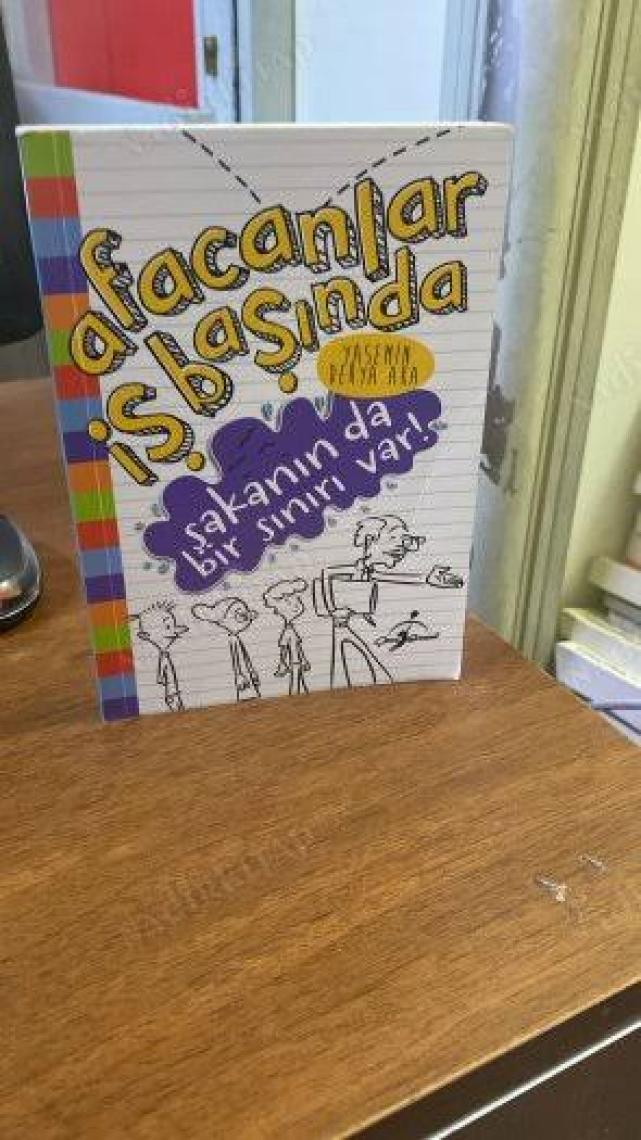 afacanlar
iş başında
YASEMİN
DERYA AKA
şakanın da
bir sınırı var!